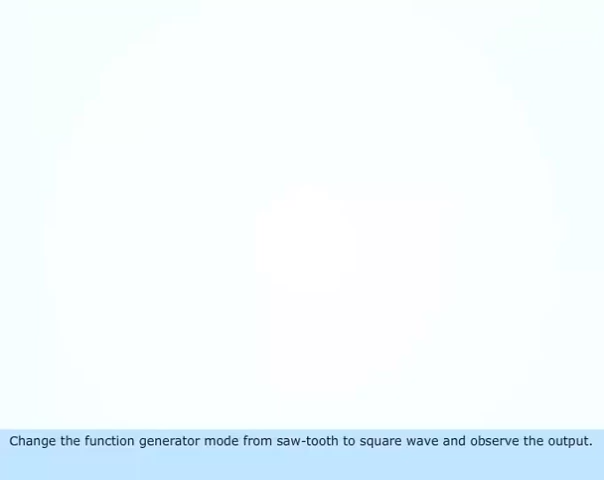 Change the function generator mode from saw-tooth to square wave and observe the output.